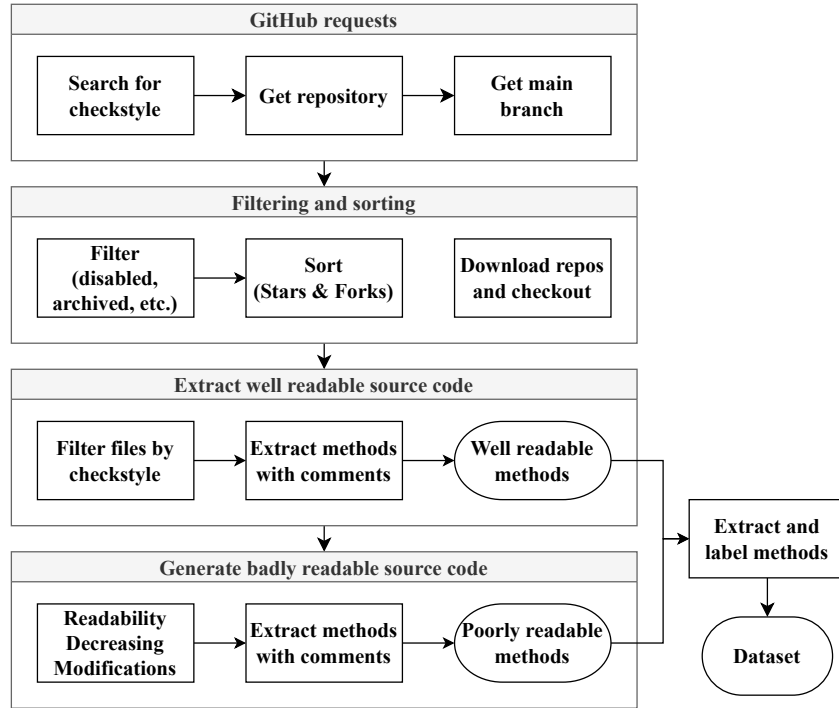 GitHub requests
Search for
checkstyle
Get repository
Get main
branch
Filtering and sorting
Filter
(disabled,
archived, etc.)
Sort
(Stars & Forks)
Download repos
and checkout
Extract well readable source code
Filter files by
checkstyle
Extract methods
with comments
Well readable
methods
Generate badly readable source code
Readability
Decreasing
Modifications
Extract methods
with comments
Poorly readable
methods
Extract and
label methods
Dataset